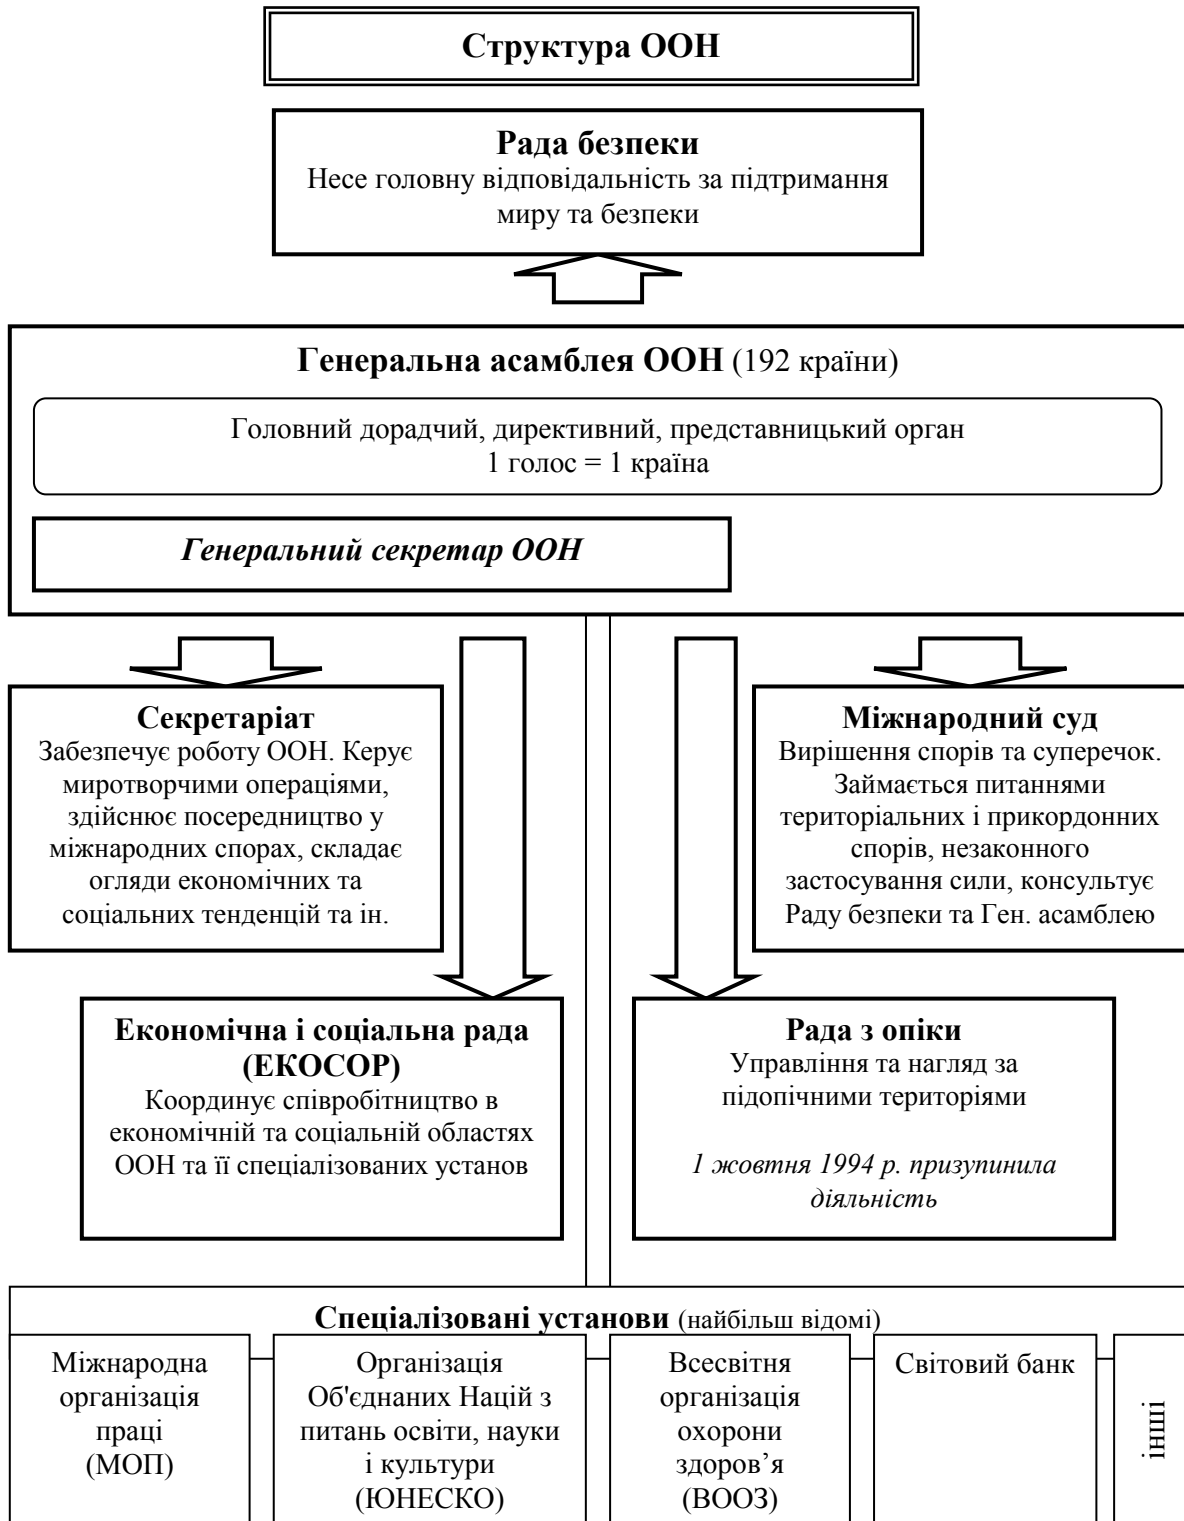 Структура ООН
Рада безпеки
Несе головну відповідальність за підтримання
миру та безпеки
Генеральна асамблея ООН (192 країни)
Головний дорадчий, директивний, представницький орган
1 голос = 1 країна
Генеральний секретар ООН
Секретаріат
Забезпечує роботу ООН. Керує
миротворчими операціями,
здійснює посередництво у
міжнародних спорах, складає
огляди економічних та
соціальних тенденцій та ін.
Міжнародний суд
Вирішення спорів та суперечок.
Займається питаннями
територіальних і прикордонних
спорів, незаконного
застосування сили, консультує
Раду безпеки та Ген. асамблею
Економічна і соціальна рада
(ЕКОСОР)
Координує співробітництво в
економічній та соціальній областях
ООН та її спеціалізованих установ
Рада з опіки
Управління та нагляд за
підопічними територіями
1 жовтня 1994 р. призупинила
діяльність
Спеціалізовані установи (найбільш відомі)
Міжнародна
організація
праці
(МОП)
Організація
Об'єднаних Націй з
питань освіти, науки
і культури
(ЮНЕСКО)
Всесвітня
організація
охорони
здоров’я
(ВООЗ)
Світовий банк
інші